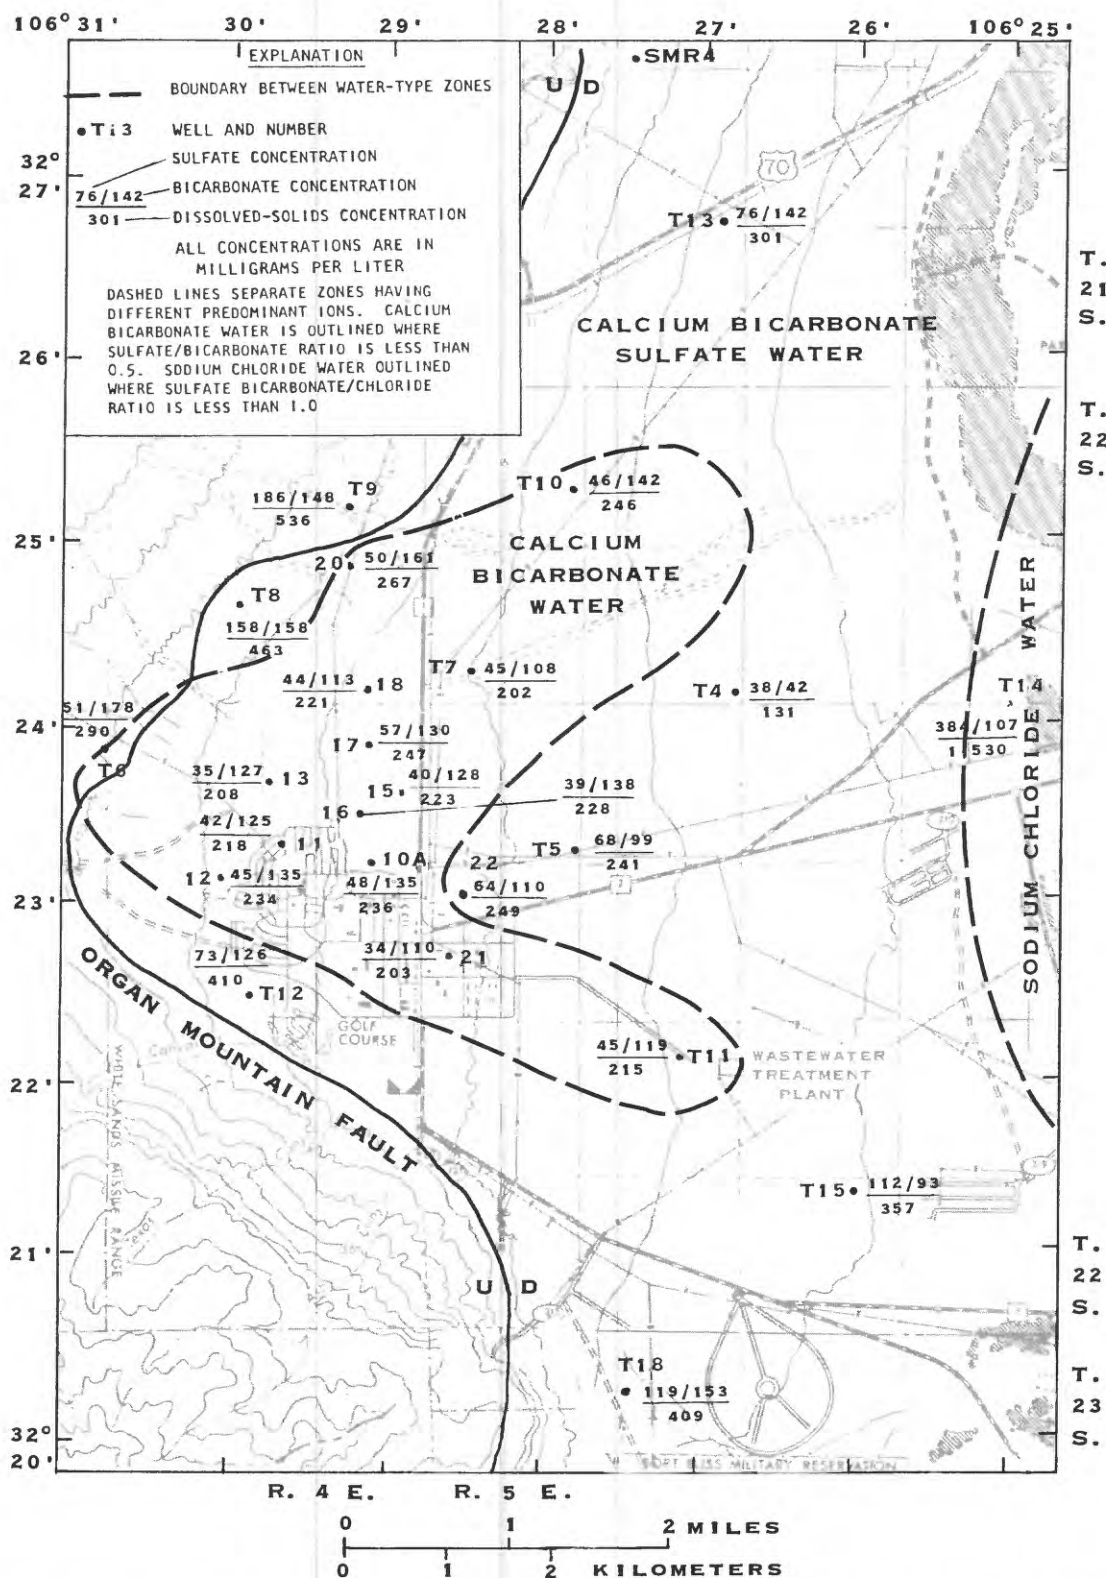 106° 31' 30' 29' 28' 27' 26' 106° 25'
EXPLANATION
BOUNDARY BETWEEN WATER-TYPE ZONES
Ti3 WELL AND NUMBER
SULFATE CONCENTRATION
76/142 BICARBONATE CONCENTRATION
301 DISSOLVED-SOLIDS CONCENTRATION
ALL CONCENTRATIONS ARE IN
MILLIGRAMS PER LITER
DASHED LINES SEPARATE ZONES HAVING
DIFFERENT PREDOMINANT IONS. CALCIUM
BICARBONATE WATER IS OUTLINED WHERE
SULFATE/BICARBONATE RATIO IS LESS THAN
0.5. SODIUM CHLORIDE WATER OUTLINED
WHERE SULFATE BICARBONATE/CHLORIDE
RATIO IS LESS THAN 1.0
32°
27'
26'
25'
24'
23'
22'
21'
32°
20'
SMR4
U D
70
T13 76/142
301
T.
21
S.
CALCIUM BICARBONATE
SULFATE WATER
T.
22
S.
T9
186/148
536
T10 46/142
246
20 50/161
267
CALCIUM
BICARBONATE
WATER
T8
158/158
463
T7 45/108
202
44/113 18
221
T4 38/42
131
T14
384/107
1 530
SODIUM CHLORIDE WATER
51/178
290
T6
17 57/130
247
35/127 13
208
15 40/128
223
16 39/138
228
42/125 11
218
T5 68/99
241
10A
48/135
236
12 45/135
234
22
64/110
249
34/110 21
203
73/126
410
T12
GOLF
COURSE
45/119 T11
215
WASTEWATER
TREATMENT
PLANT
ORGAN MOUNTAIN FAULT
WHITE SANDS MISSILE RANGE
T15 112/93
357
U D
T.
22
S.
T18
119/153
409
T.
23
S.
FORT BLISS MILITARY RESERVATION
R. 4 E. R. 5 E.
0 1 2 MILES
0 1 2 KILOMETERS